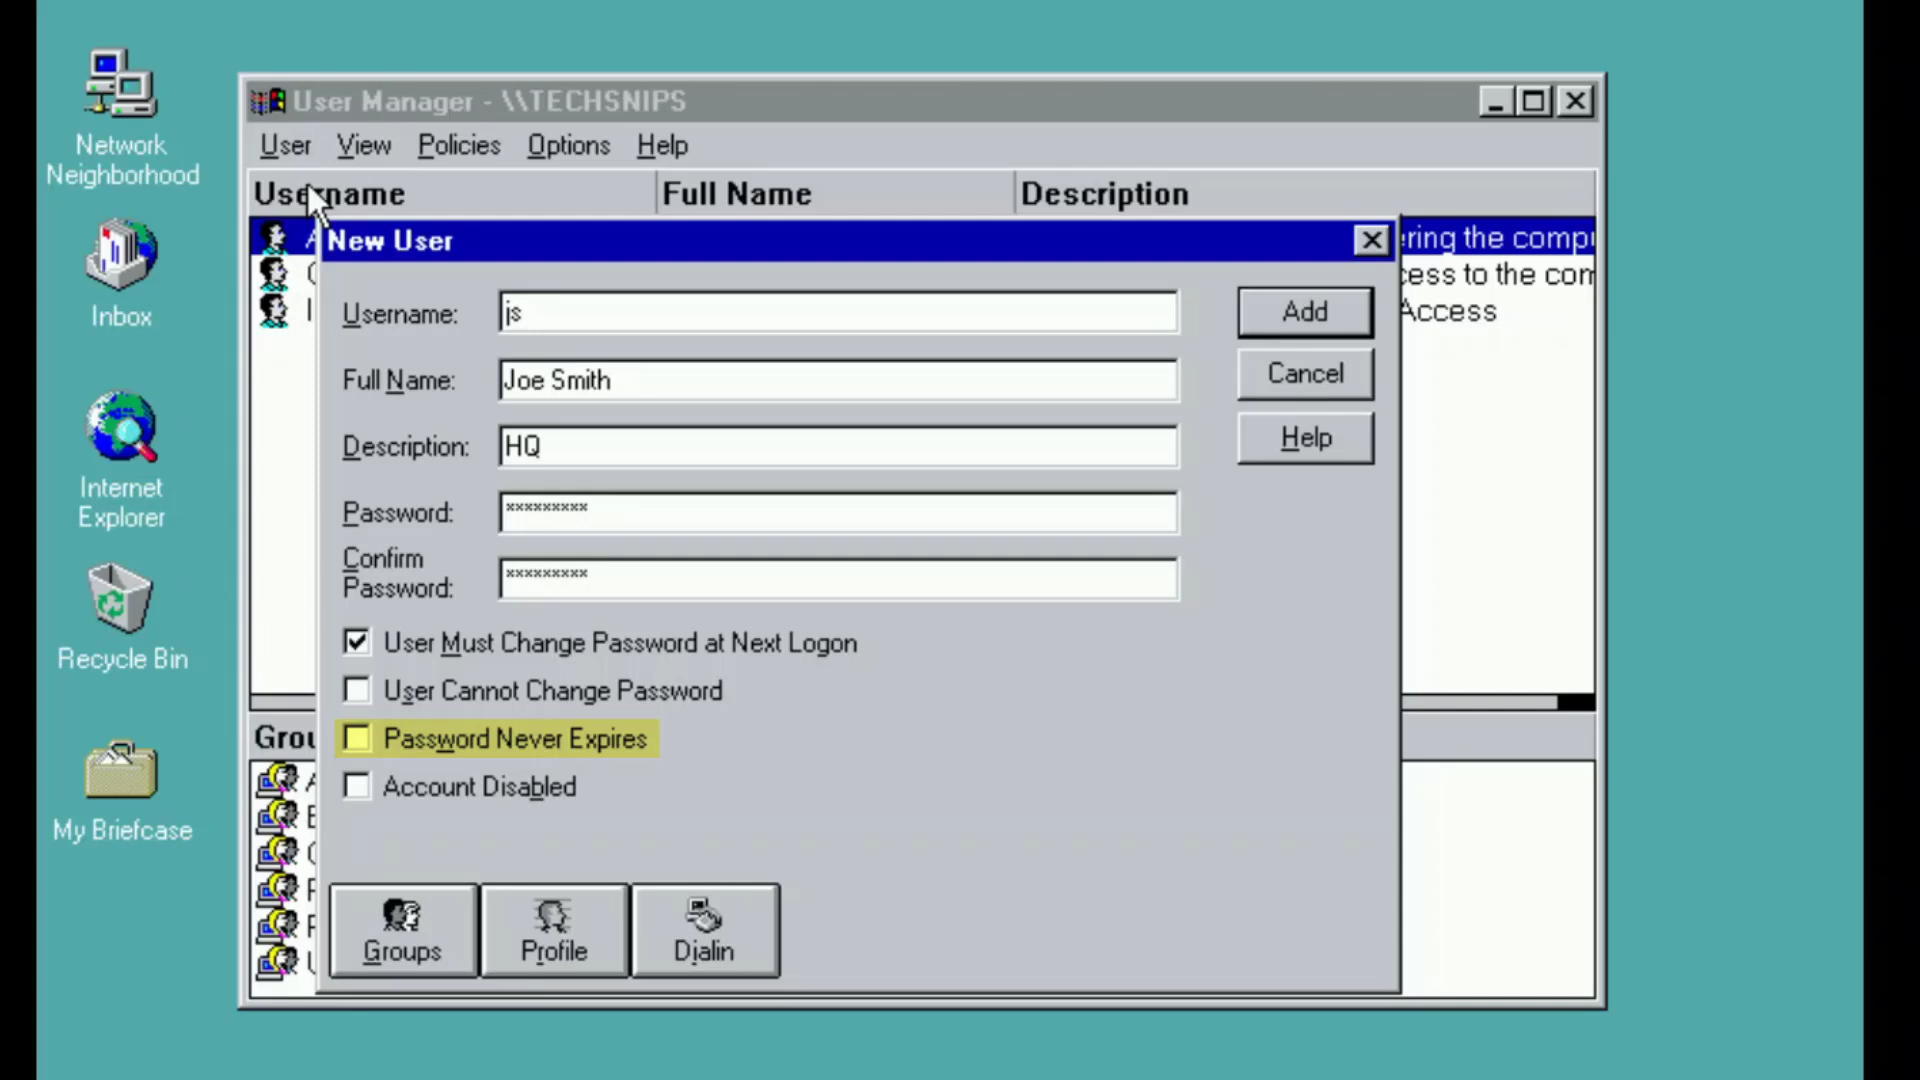 Network
Neighborhood
Inbox
Internet
Explorer
Recycle Bin
My Briefcase
User Manager - \\TECHSNIPS
User View Policies Options Help
Username Full Name Description
New User
ring the comp
cess to the com
Access
Username: js
Full Name: Joe Smith
Description: HQ
Password: *********
Confirm
Password: *********
Add
Cancel
Help
User Must Change Password at Next Logon
User Cannot Change Password
Password Never Expires
Account Disabled
Groups Profile Dialin